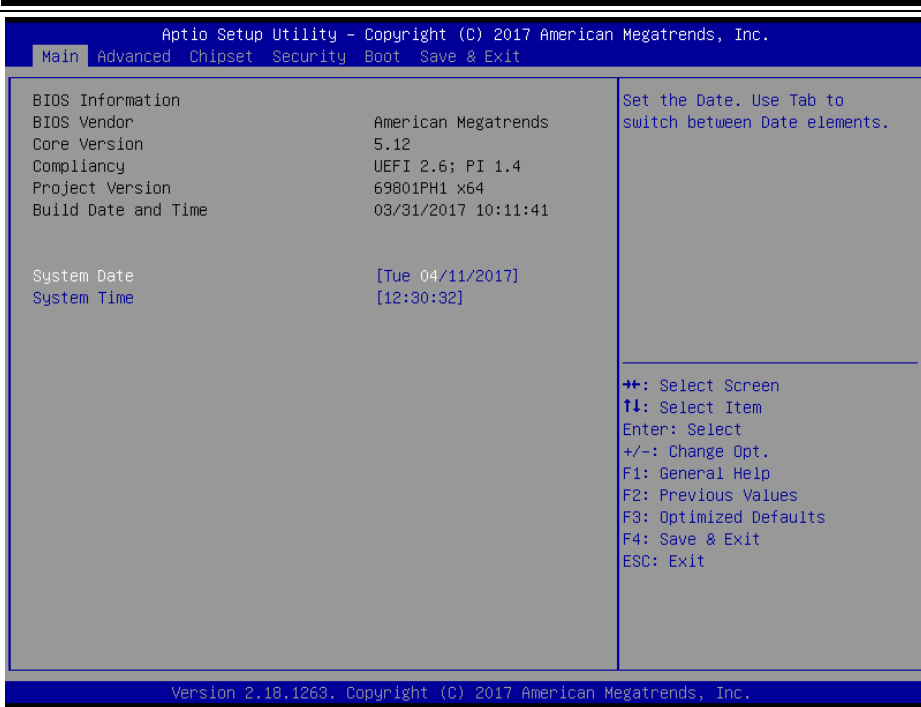 Aptio Setup Utility – Copyright (C) 2017 American Megatrends, Inc.
Main Advanced Chipset Security Boot Save & Exit
BIOS Information
BIOS Vendor American Megatrends
Core Version 5.12
Compliancy UEFI 2.6; PI 1.4
Project Version 69801PH1 x64
Build Date and Time 03/31/2017 10:11:41
System Date [Tue 04/11/2017]
System Time [12:30:32]
Set the Date. Use Tab to
switch between Date elements.
→←: Select Screen
↑↓: Select Item
Enter: Select
+/-: Change Opt.
F1: General Help
F2: Previous Values
F3: Optimized Defaults
F4: Save & Exit
ESC: Exit
Version 2.18.1263. Copyright (C) 2017 American Megatrends, Inc.